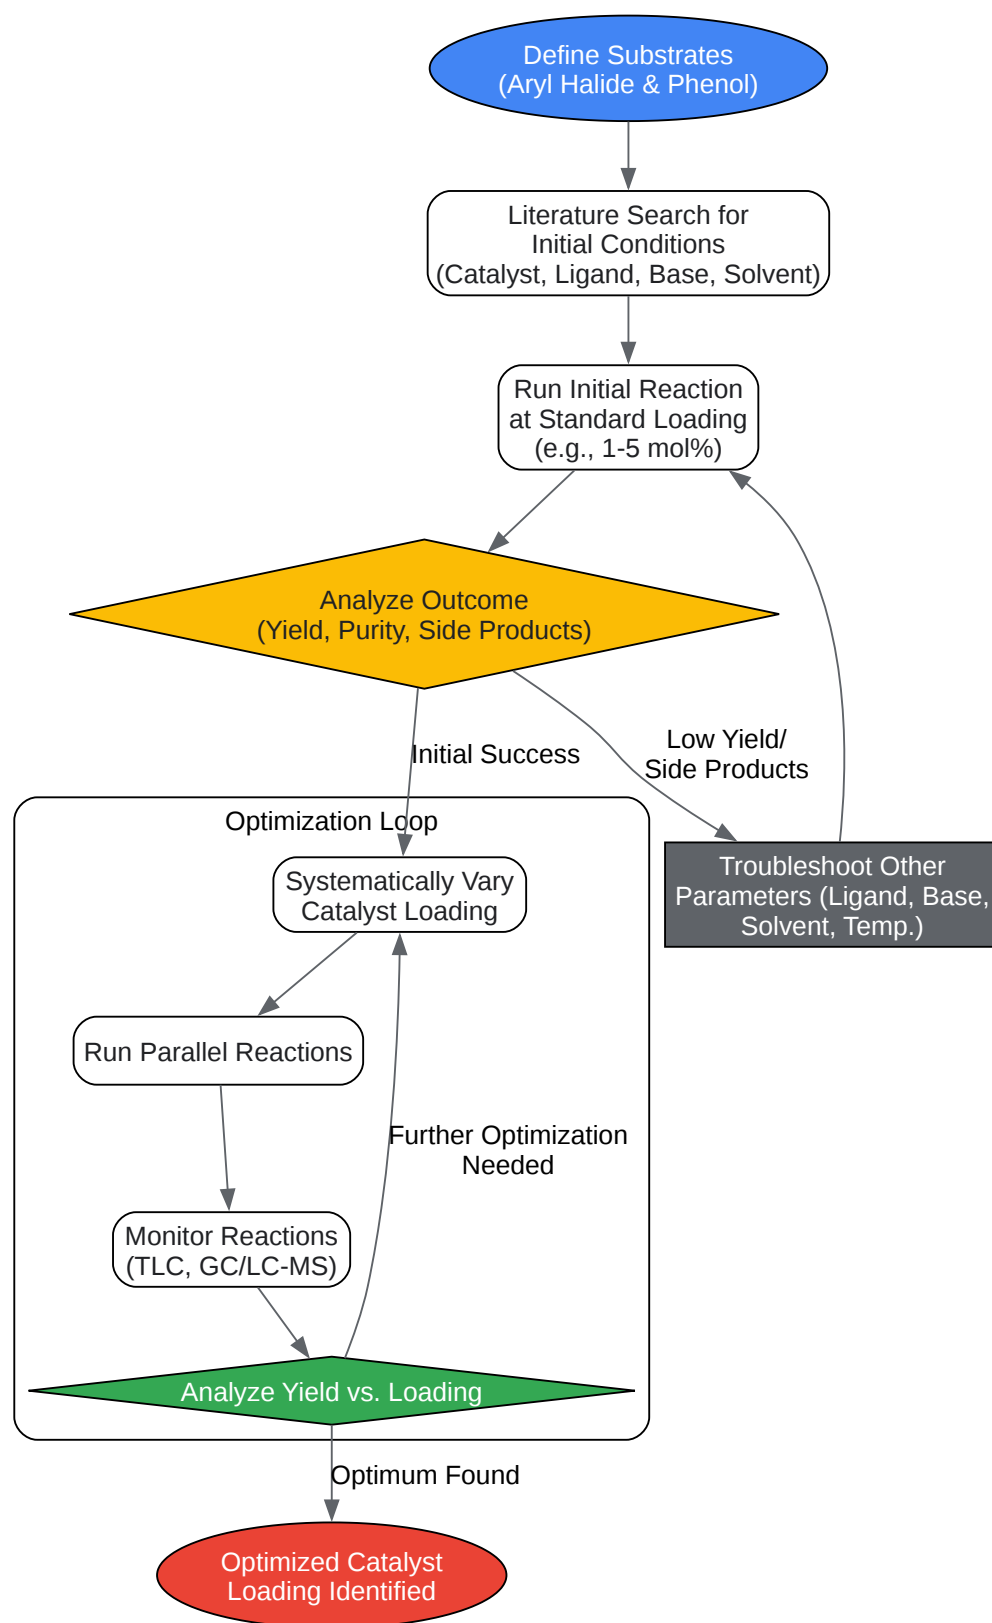 Define Substrates
(Aryl Halide & Phenol)
Literature Search for
Initial Conditions
(Catalyst, Ligand, Base, Solvent)
Run Initial Reaction
at Standard Loading
(e.g., 1-5 mol%)
Analyze Outcome
(Yield, Purity, Side Products)
Initial Success
Low Yield/
Side Products
Optimization Loop
Systematically Vary
Catalyst Loading
Troubleshoot Other
Parameters (Ligand, Base,
Solvent, Temp.)
Run Parallel Reactions
Further Optimization
Needed
Monitor Reactions
(TLC, GC/LC-MS)
Analyze Yield vs. Loading
Optimum Found
Optimized Catalyst
Loading Identified